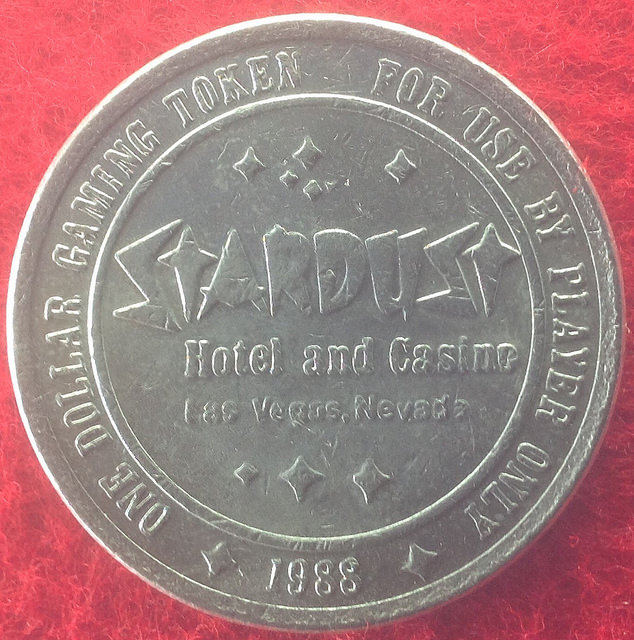 ONE DOLLAR GAMING TOKEN FOR USE BY PLAYER ONLY
STARDUST
Hotel and Casino
Las Vegas, Nevada
1988